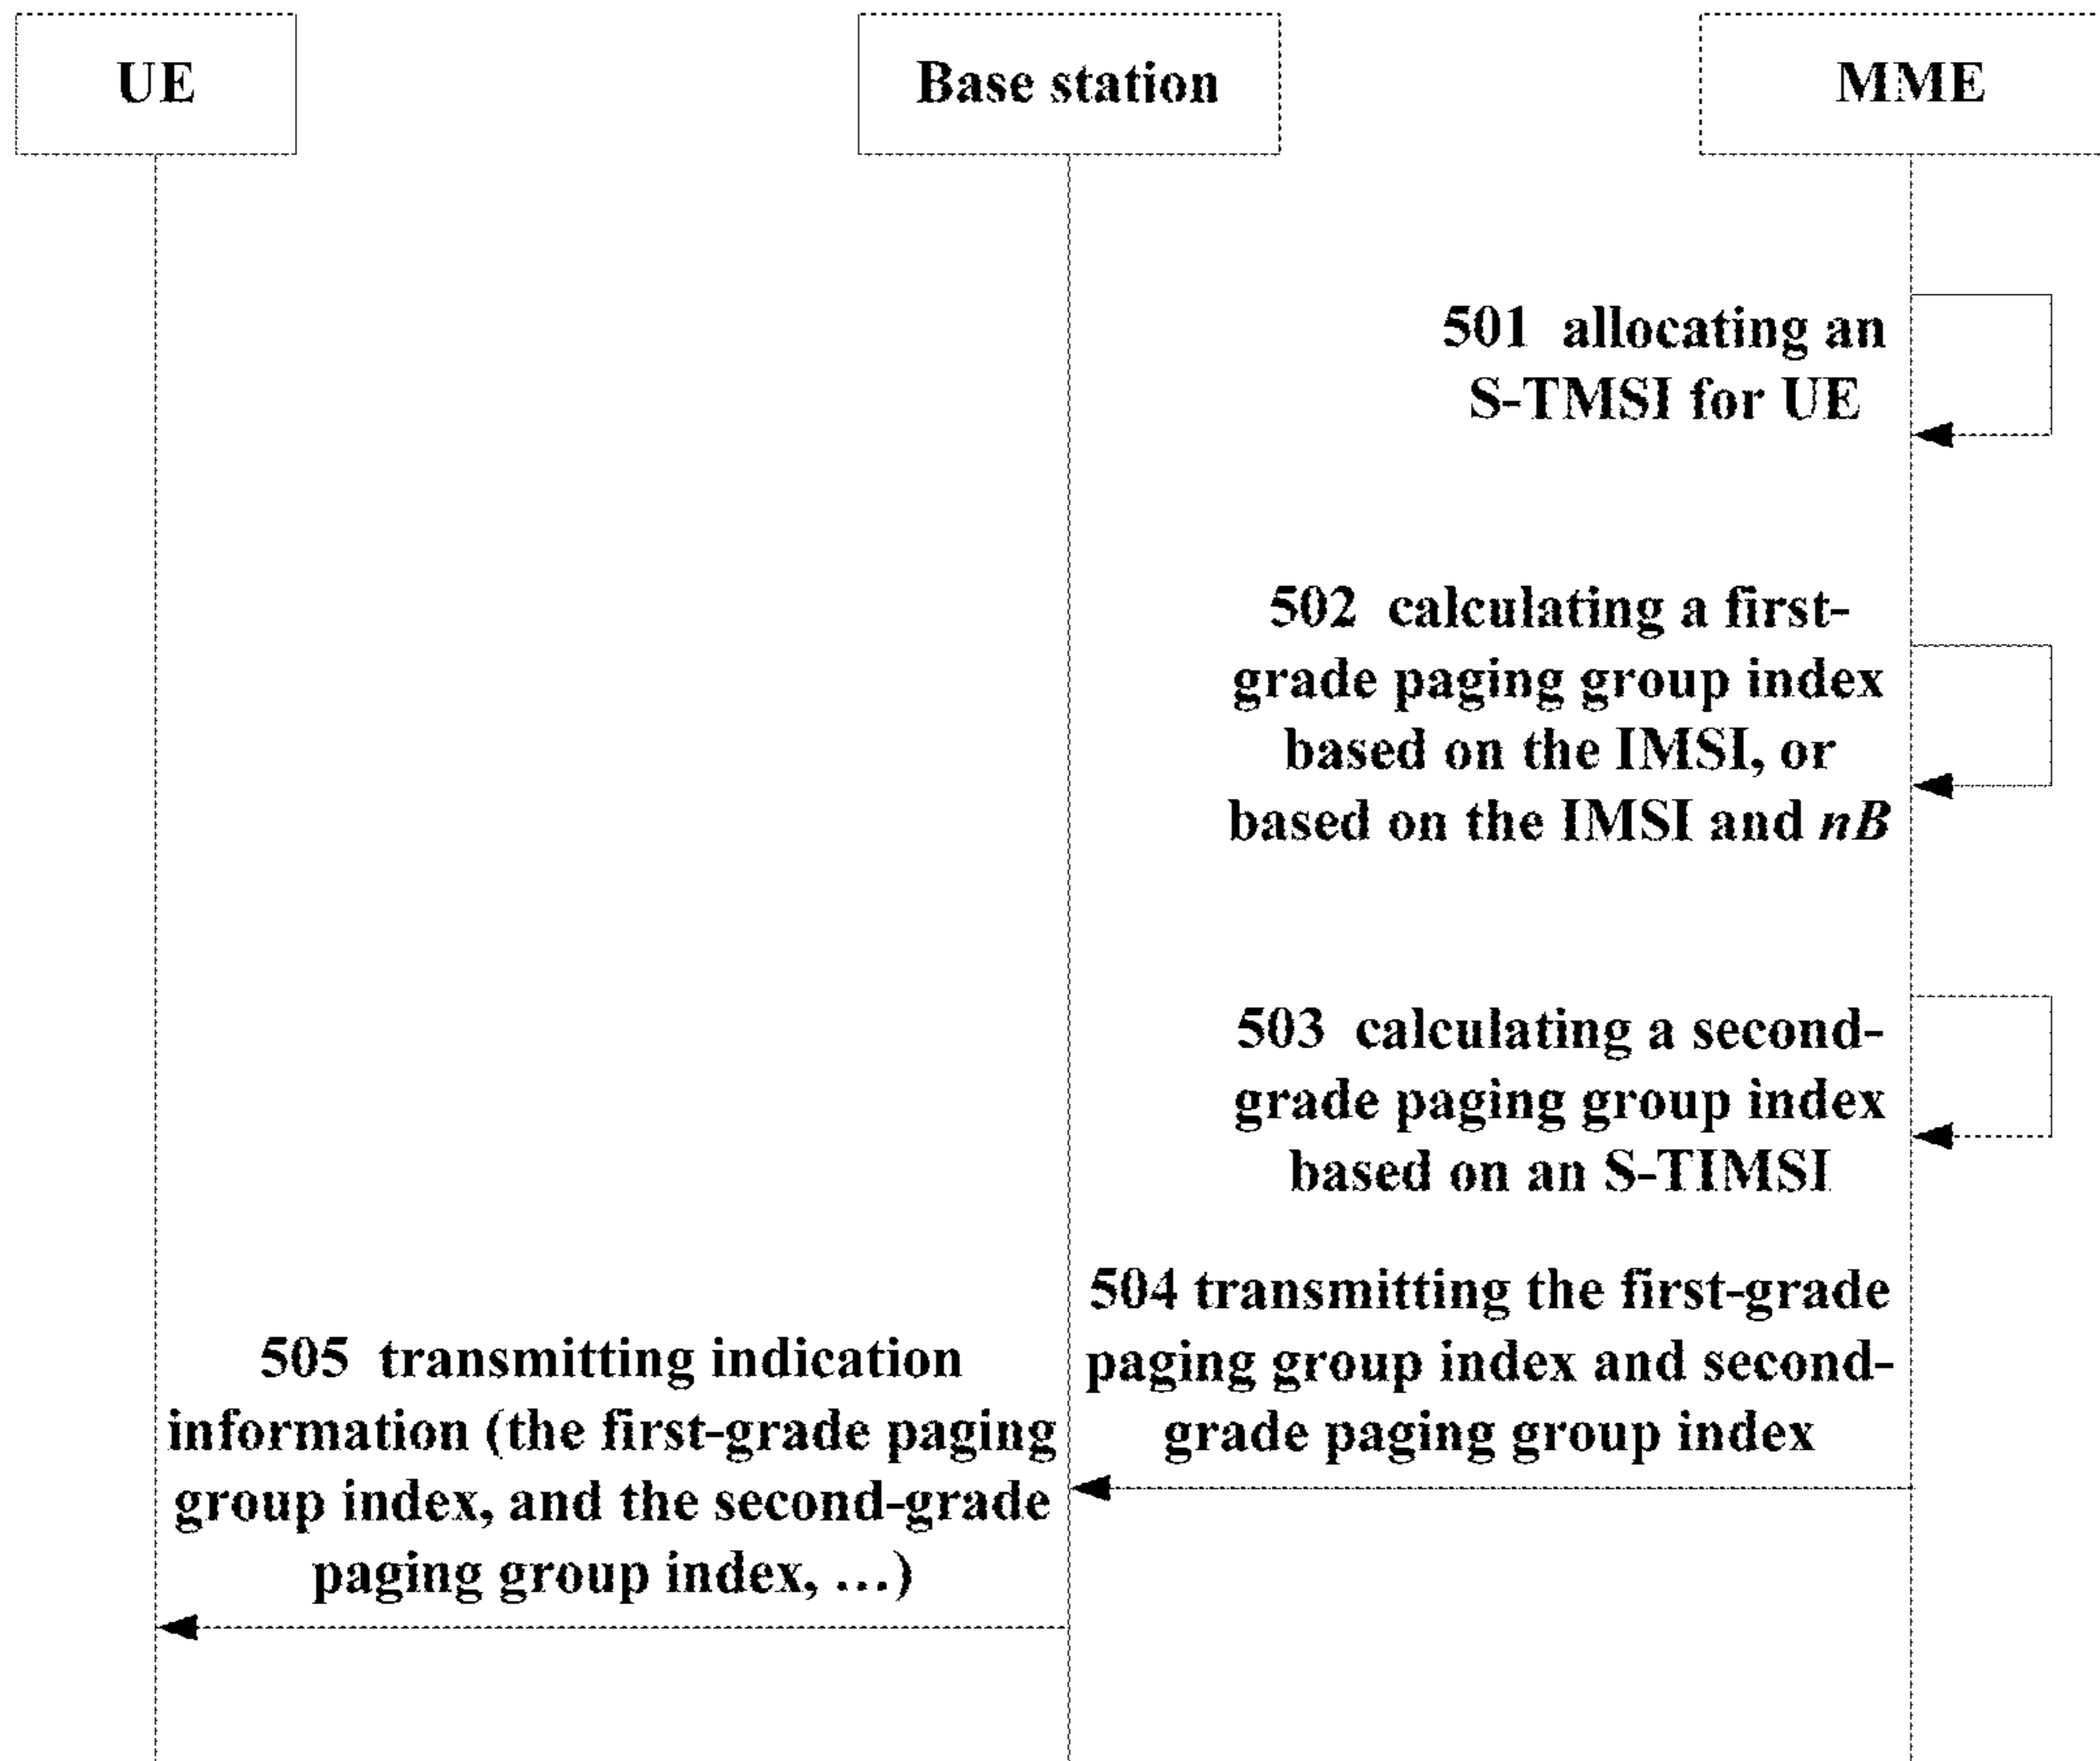 UE
Base station
MME
501 allocating an
S-TMSI for UE
502 calculating a first-
grade paging group index
based on the IMSI, or
based on the IMSI and nB
503 calculating a second-
grade paging group index
based on an S-TIMSI
504 transmitting the first-grade
paging group index and second-
grade paging group index
505 transmitting indication
information (the first-grade paging
group index, and the second-grade
paging group index, ...)